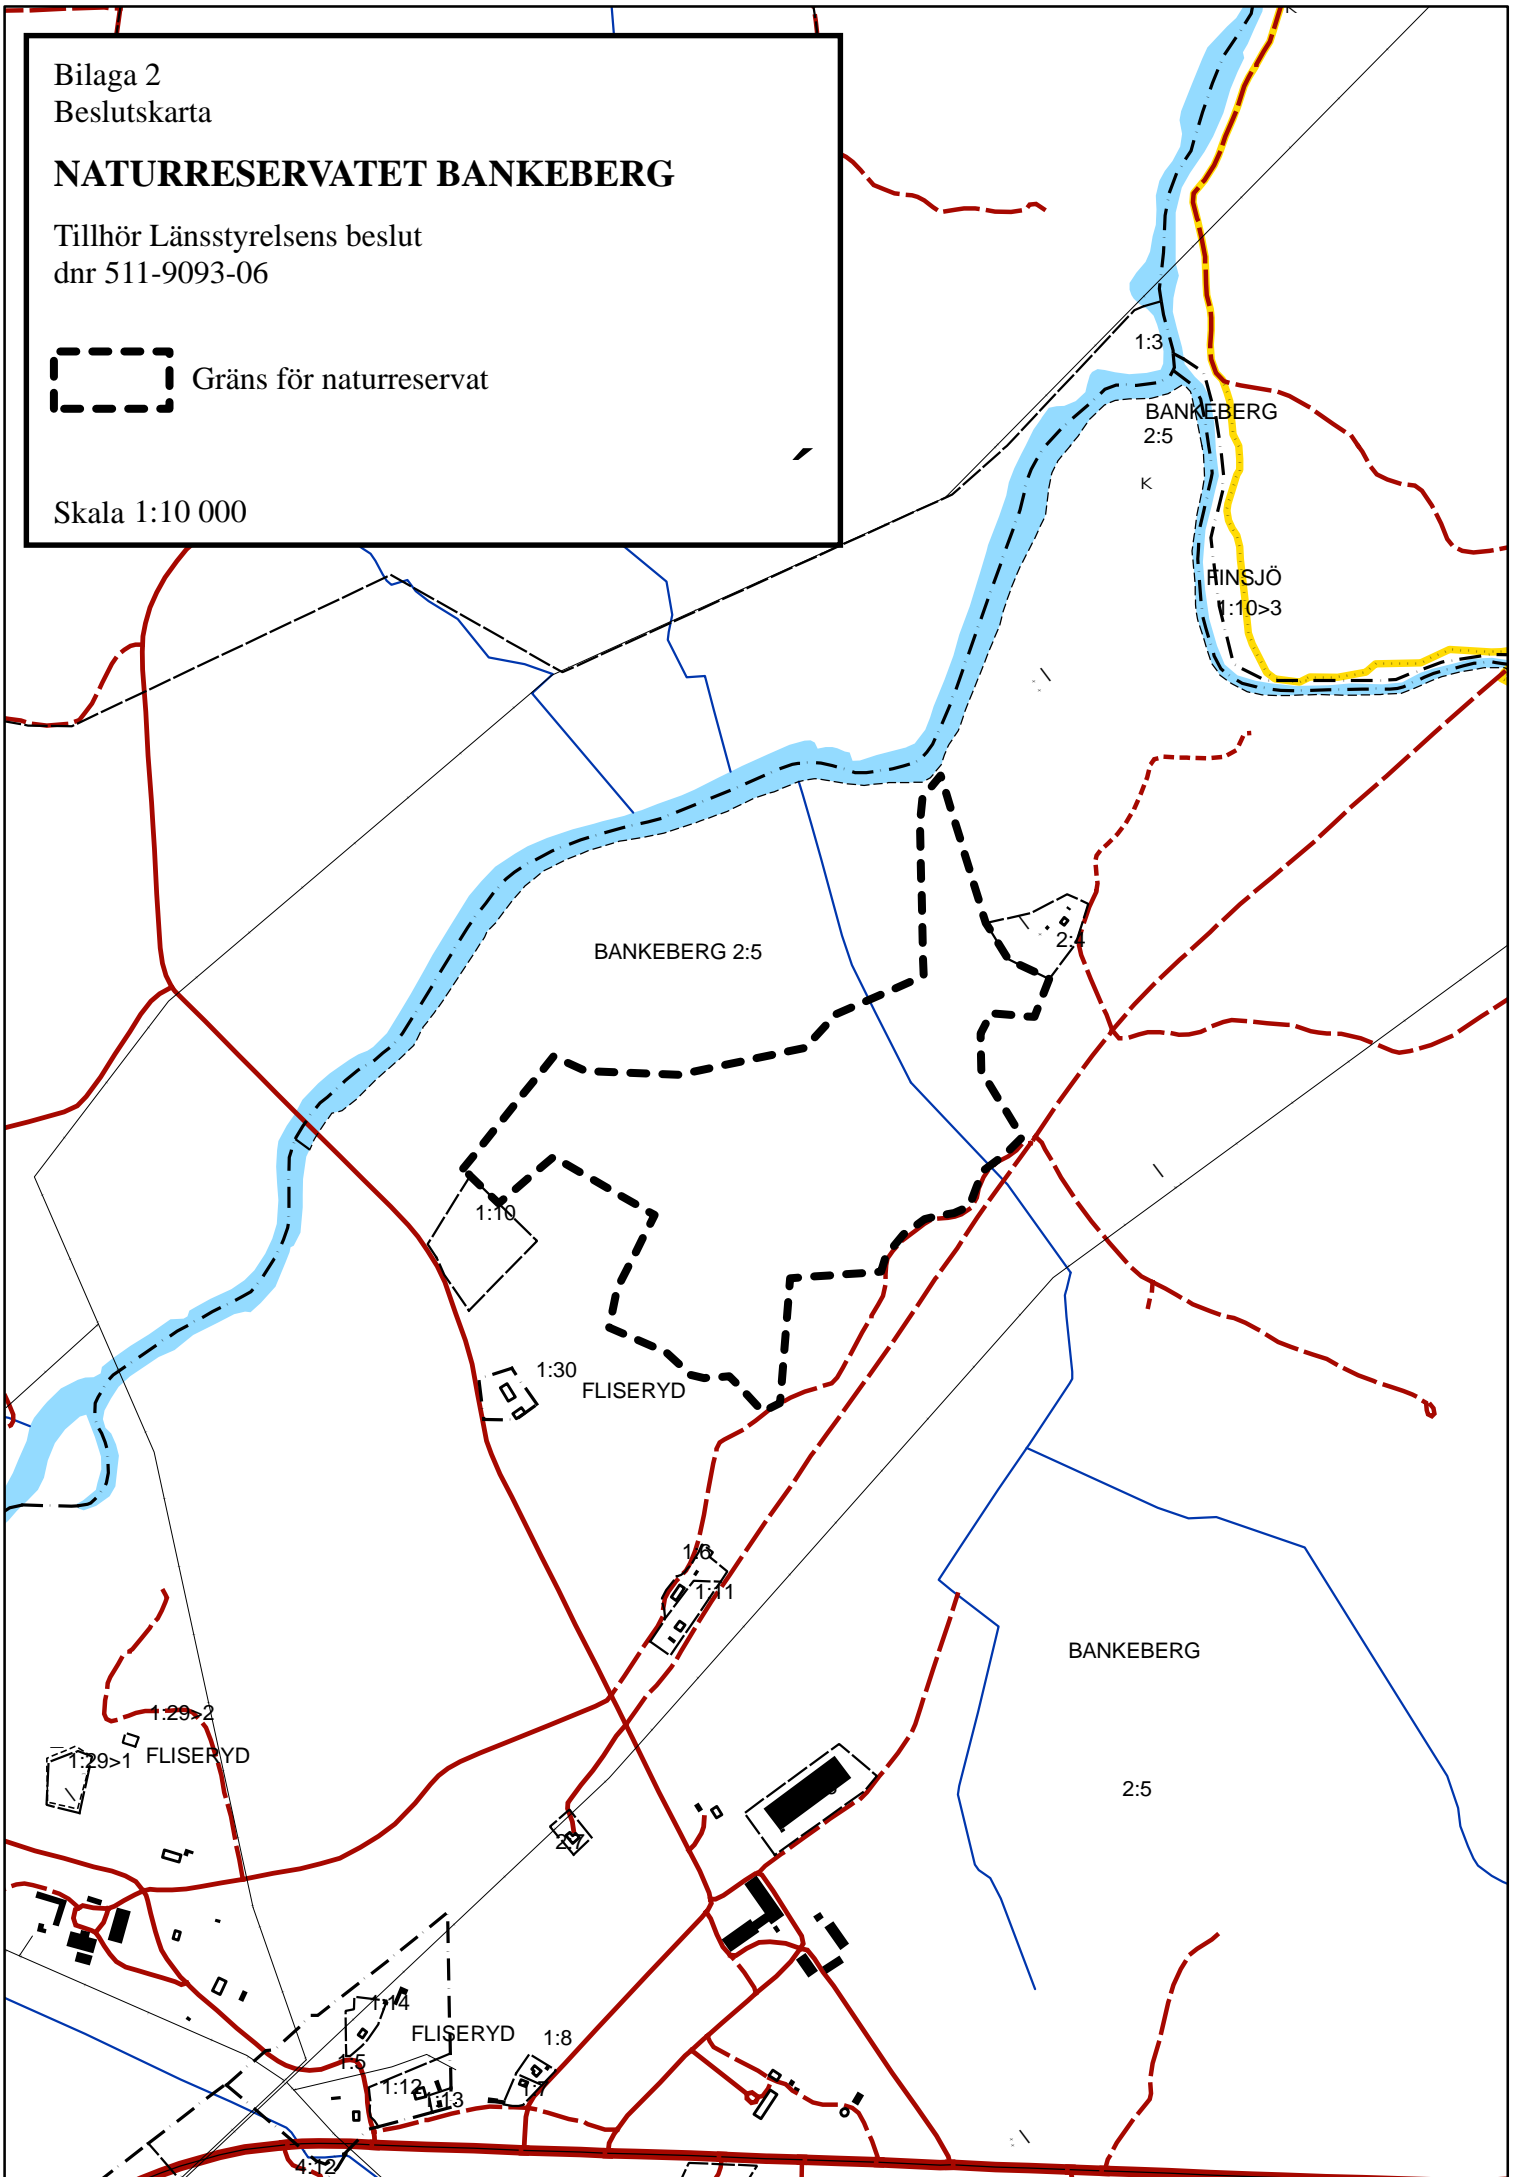 Bilaga 2
Beslutskarta
NATURRESERVATET BANKEBERG
Tillhör Länsstyrelsens beslut
dnr 511-9093-06
Gräns för naturreservat
Skala 1:10 000
K
1:3
BANKEBERG
2:5
K
FINSJÖ
1:10>3
BANKEBERG 2:5
2:4
1:10
1:30
FLISERYD
1:6
1:11
BANKEBERG
1:29>2
FLISERYD
1:29>1
2:5
1:14
FLISERYD
1:8
1:5
1:12
1:13
1:7
4:12